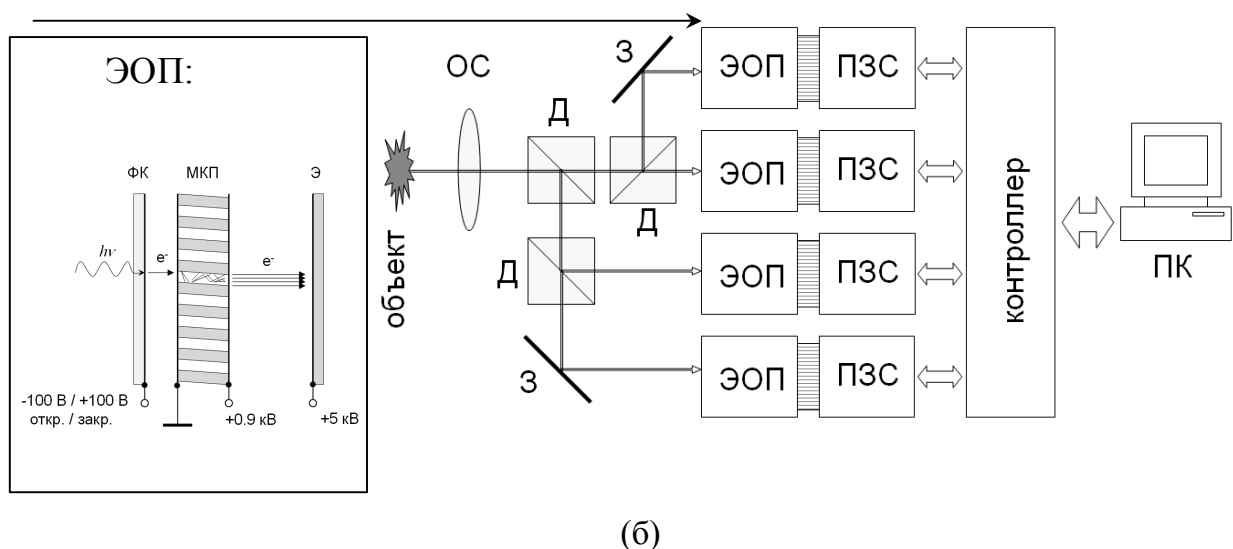 ЭОП:
ФК
МКП
Э
hν
e-
e-
-100 В / +100 В
откр. / закр.
+0.9 кВ
+5 кВ
объект
ОС
Д
Д
Д
З
З
ЭОП
ПЗС
ЭОП
ПЗС
ЭОП
ПЗС
ЭОП
ПЗС
контроллер
ПК
(б)